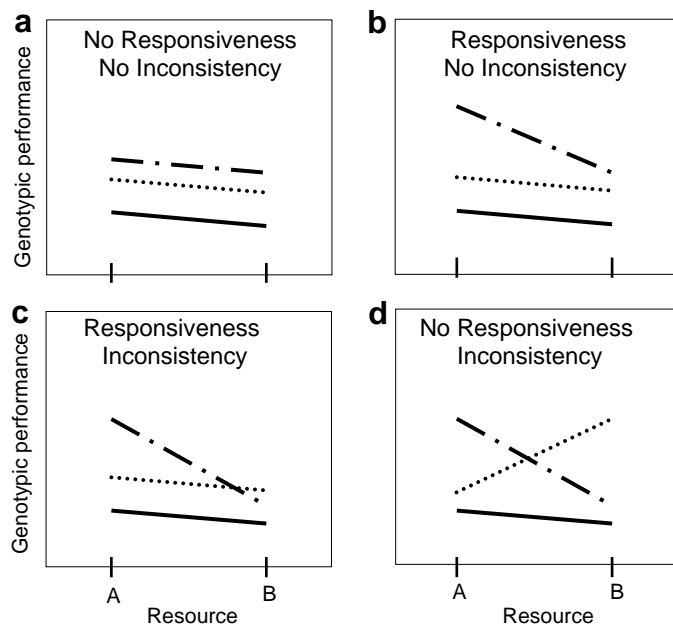 a
No Responsiveness
No Inconsistency
Genotypic performance
b
Responsiveness
No Inconsistency
c
Responsiveness
Inconsistency
Genotypic performance
A
B
Resource
d
No Responsiveness
Inconsistency
A
B
Resource